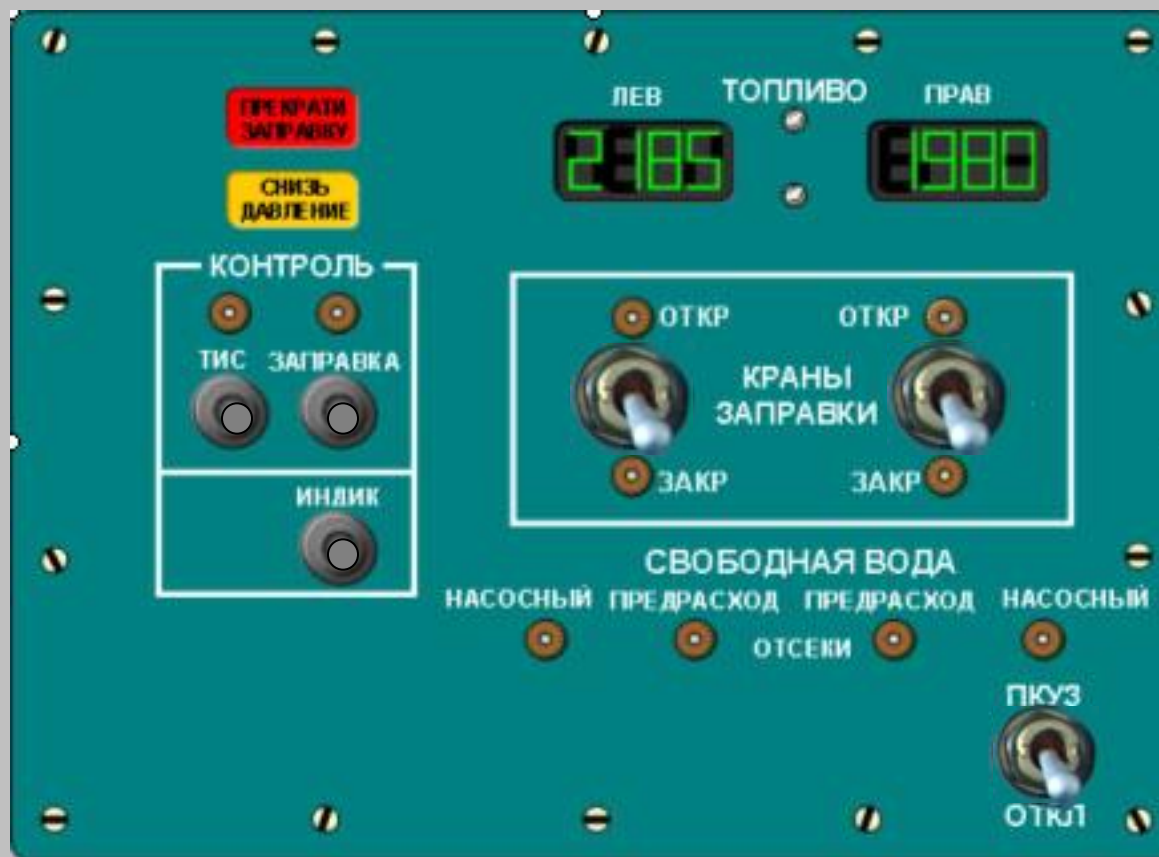 ПРЕКРАТИ
ЗАПРАВКУ
СНИЗЬ
ДАВЛЕНИЕ
ЛЕВ ТОПЛИВО ПРАВ
2185 1980
КОНТРОЛЬ
ТИС ЗАПРАВКА
ИНДИК
ОТКР ОТКР
КРАНЫ
ЗАПРАВКИ
ЗАКР ЗАКР
СВОБОДНАЯ ВОДА
НАСОСНЫЙ ПРЕДРАСХОД ПРЕДРАСХОД НАСОСНЫЙ
ОТСЕКИ
ПКУЗ
ОТКЛ